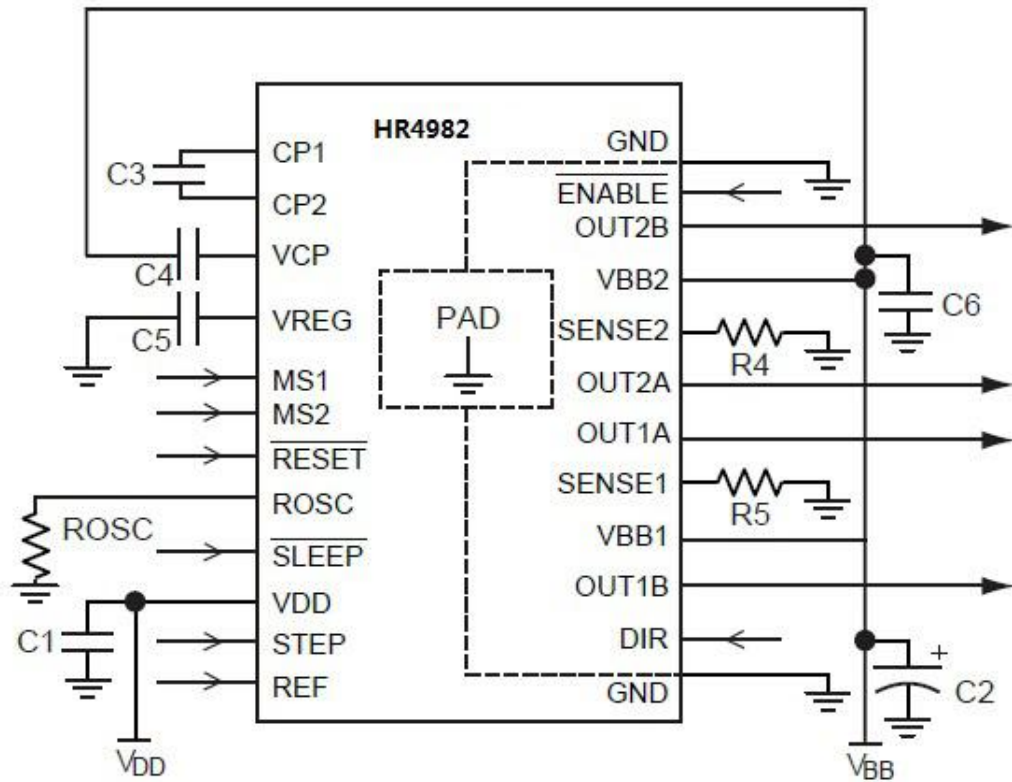 HR4982
CP1
C3
CP2
VCP
C4
VREG
C5
MS1
MS2
RESET
ROSC
ROSC
SLEEP
VDD
C1
STEP
REF
VDD
PAD
GND
ENABLE
OUT2B
VBB2
C6
SENSE2
R4
OUT2A
OUT1A
SENSE1
R5
VBB1
OUT1B
DIR
+
C2
GND
VBB